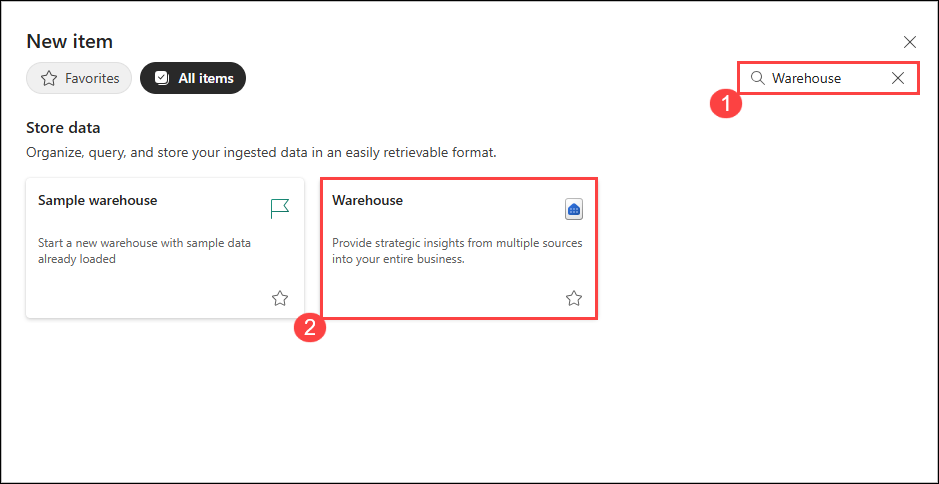 New item
Favorites
All items
Warehouse
1
Store data
Organize, query, and store your ingested data in an easily retrievable format.
Sample warehouse
Start a new warehouse with sample data
already loaded
Warehouse
Provide strategic insights from multiple sources
into your entire business.
2